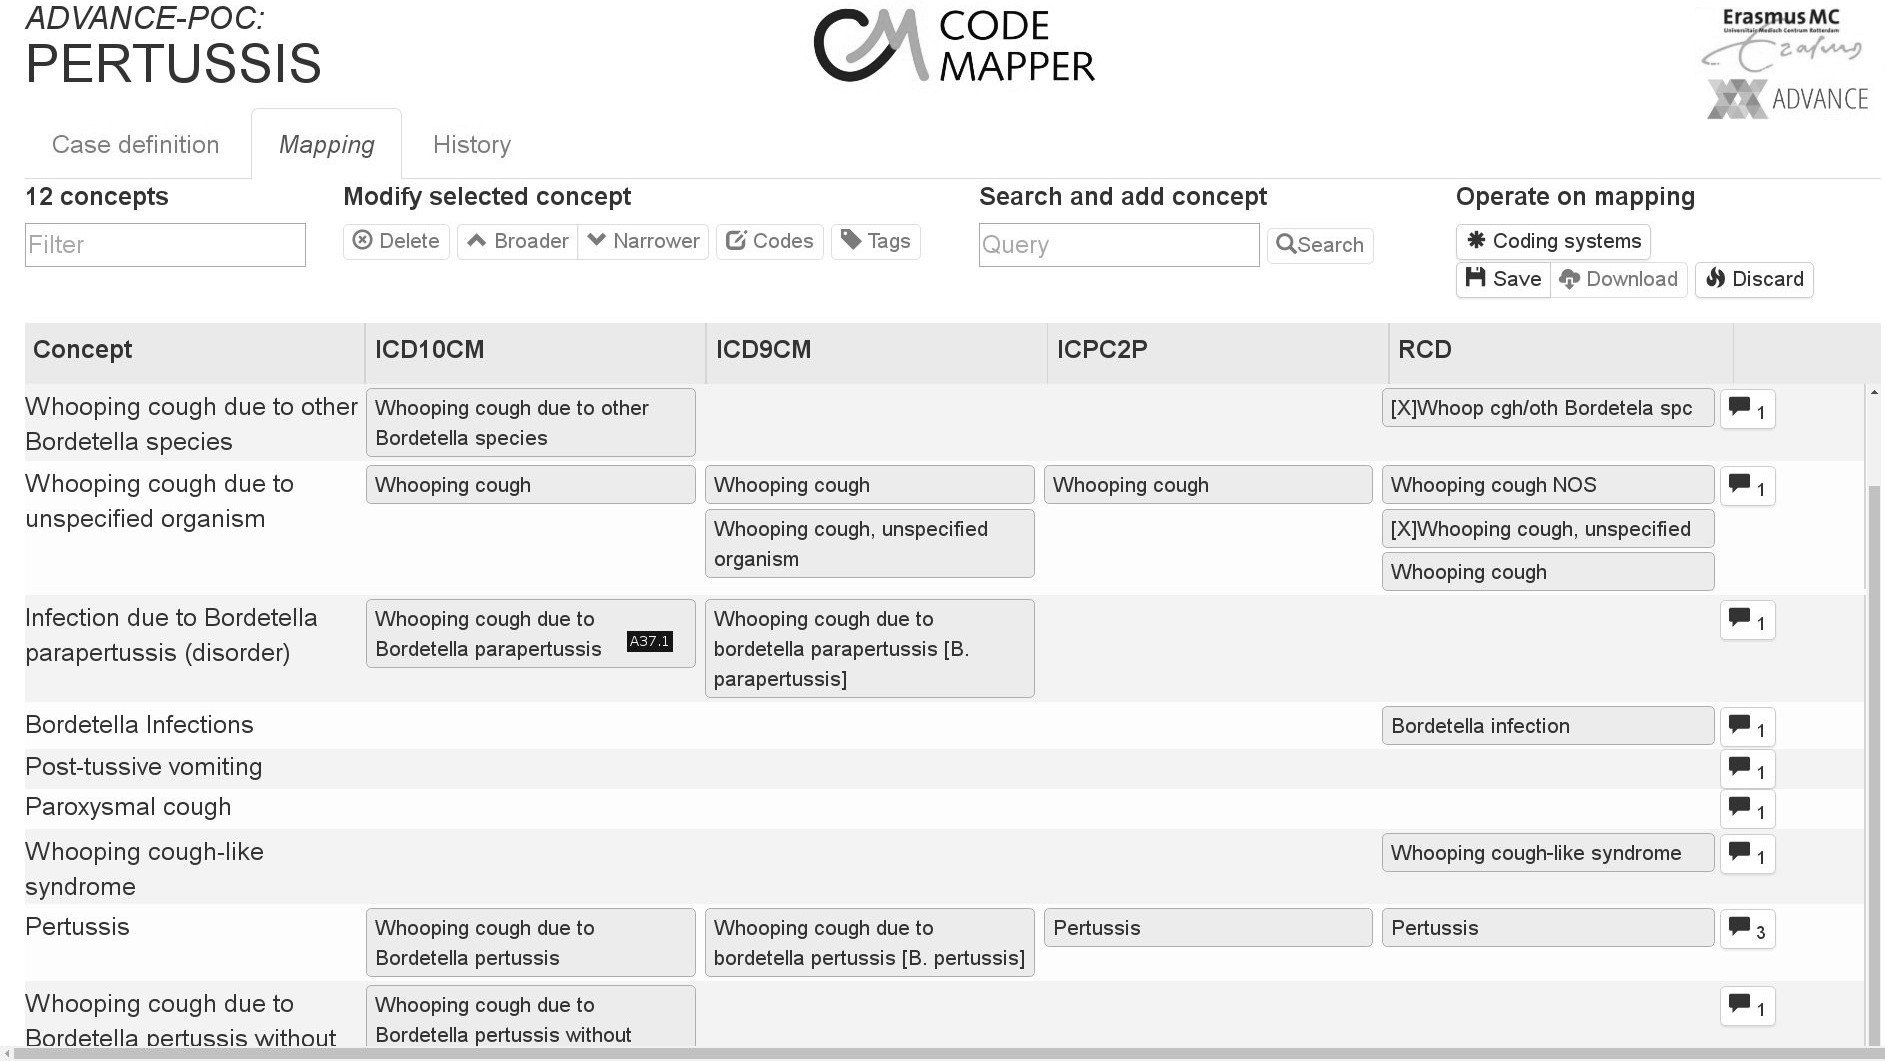 ADVANCE-POC:
PERTUSSIS
CODE
MAPPER
Erasmus MC
Universitair Medisch Centrum Rotterdam
Erasmus
ADVANCE
Case definition
Mapping
History
12 concepts
Modify selected concept
Search and add concept
Operate on mapping
Filter
Delete
Broader
Narrower
Codes
Tags
Query
Search
Coding systems
Save
Download
Discard
Concept
ICD10CM
ICD9CM
ICPC2P
RCD
Whooping cough due to other
Bordetella species
Whooping cough due to other
Bordetella species
[X]Whoop cgh/oth Bordetela spc
1
Whooping cough due to
unspecified organism
Whooping cough
Whooping cough
Whooping cough, unspecified
organism
Whooping cough
Whooping cough NOS
[X]Whooping cough, unspecified
Whooping cough
1
Infection due to Bordetella
parapertussis (disorder)
Whooping cough due to
Bordetella parapertussis
A37.1
Whooping cough due to
bordetella parapertussis [B.
parapertussis]
1
Bordetella Infections
Bordetella infection
1
Post-tussive vomiting
1
Paroxysmal cough
1
Whooping cough-like
syndrome
Whooping cough-like syndrome
1
Pertussis
Whooping cough due to
Bordetella pertussis
Whooping cough due to
bordetella pertussis [B. pertussis]
Pertussis
Pertussis
3
Whooping cough due to
Bordetella pertussis without
Whooping cough due to
Bordetella pertussis without
1